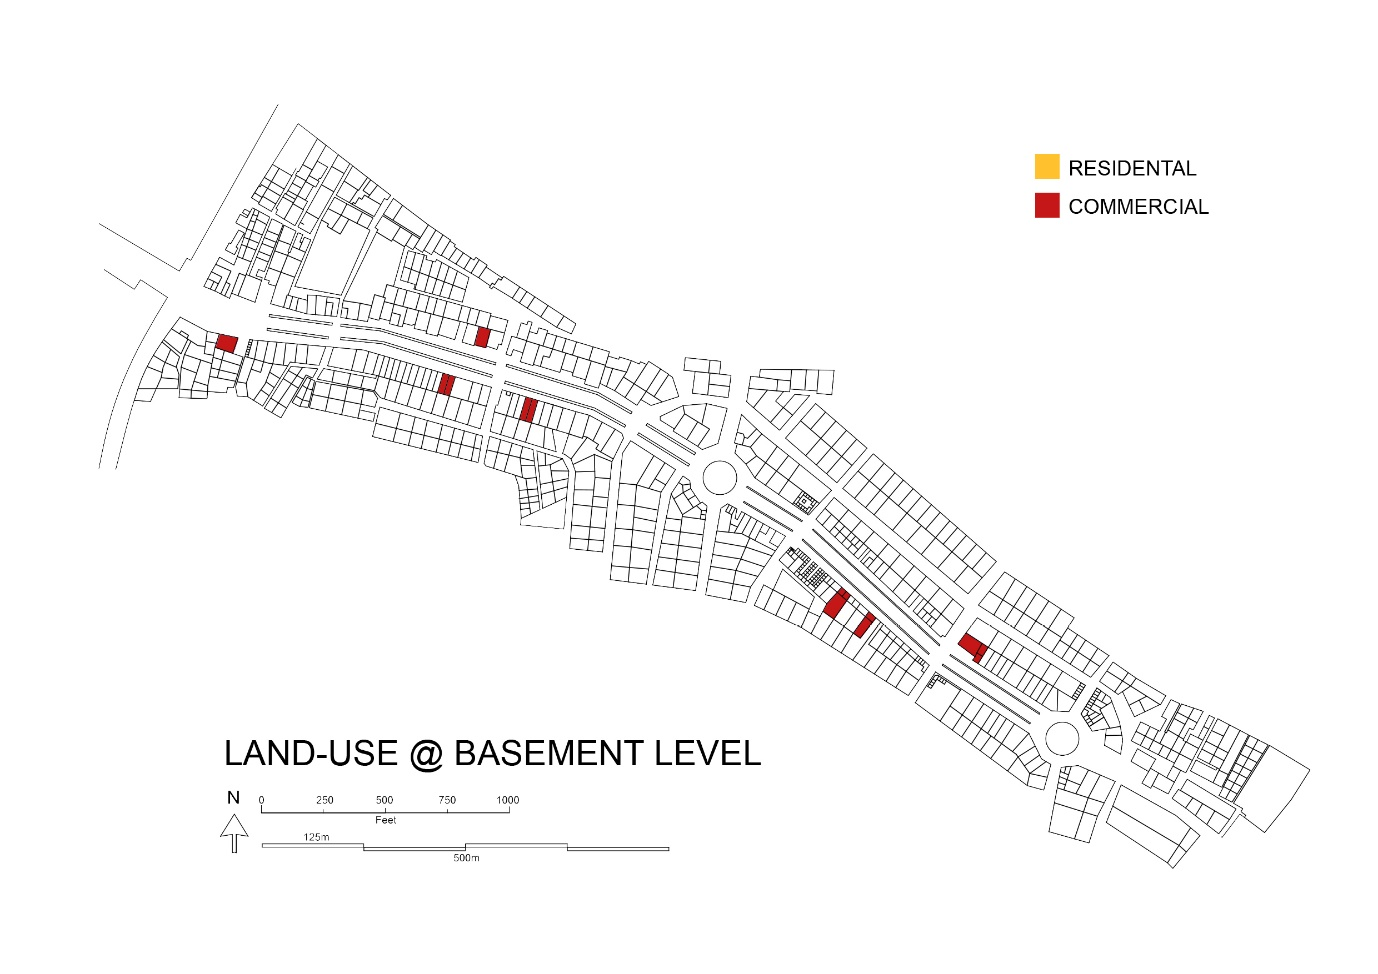 RESIDENTAL
COMMERCIAL
LAND-USE @ BASEMENT LEVEL
N
0 250 500 750 1000
Feet
125m
500m